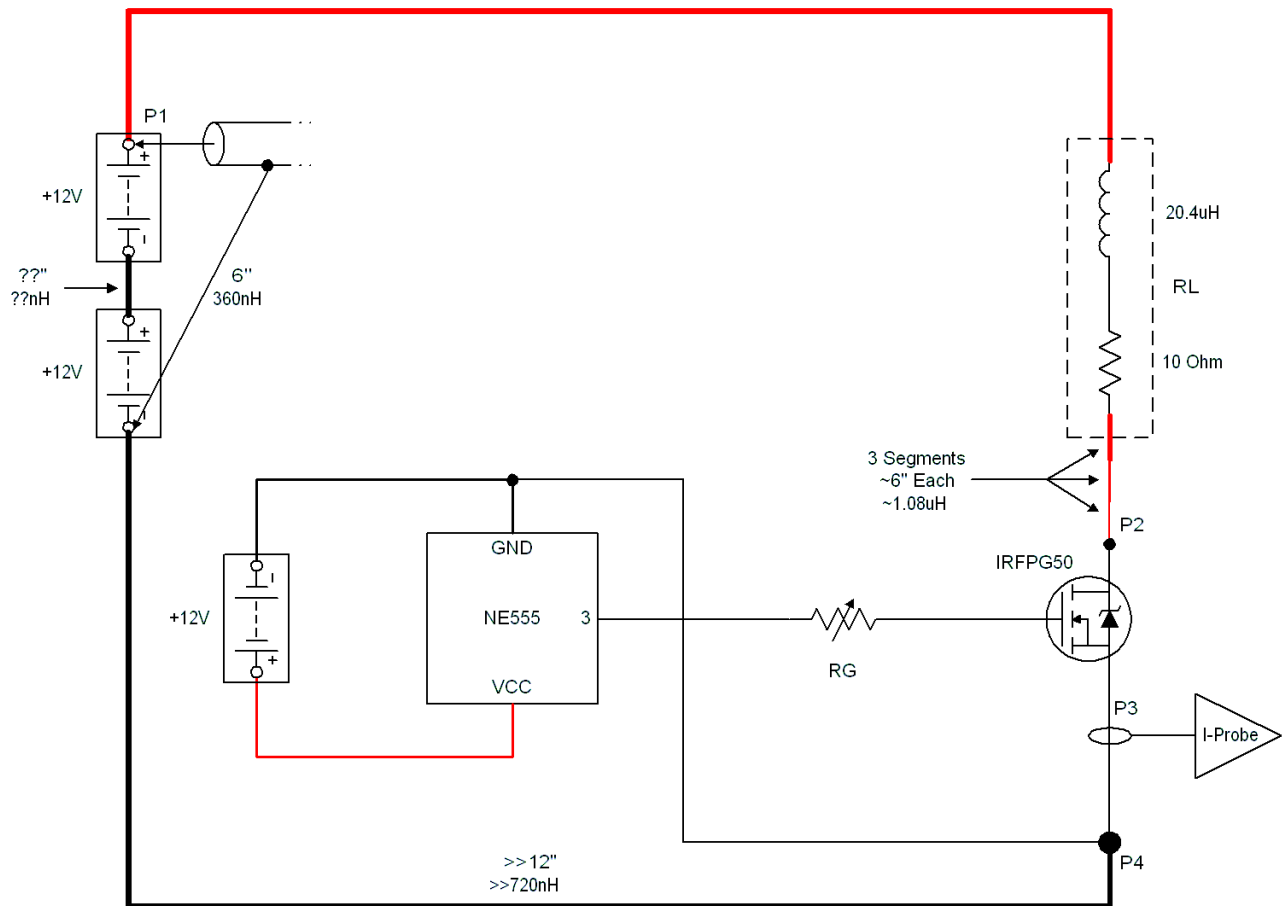 P1
+
+12V
-
??"
??nH
6"
360nH
+
+12V
-
20.4uH
RL
10 Ohm
3 Segments
~6" Each
~1.08uH
P2
IRFPG50
GND
-
+12V
+
NE555
3
VCC
RG
P3
I-Probe
P4
>>12"
>>720nH